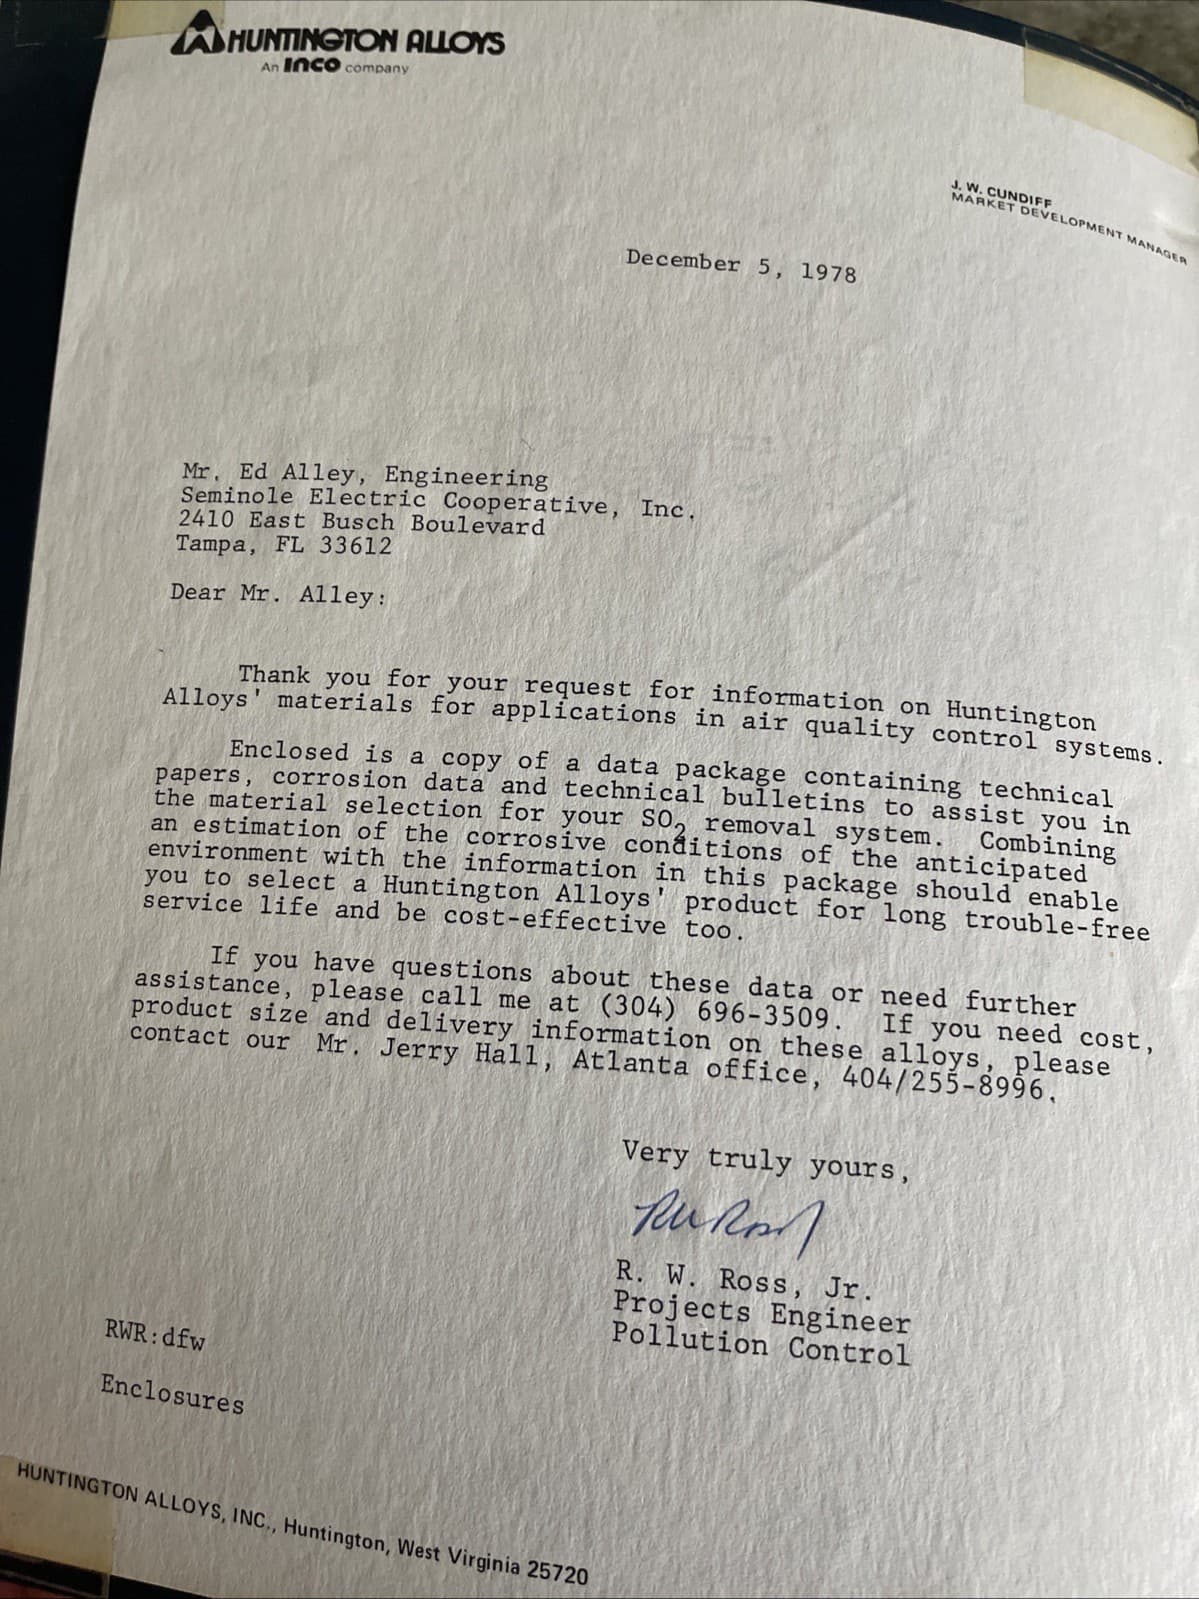 HUNTINGTON ALLOYS
An INCO company
J. W. CUNDIFF
MARKET DEVELOPMENT MANAGER
December 5, 1978
Mr. Ed Alley, Engineering
Seminole Electric Cooperative, Inc.
2410 East Busch Boulevard
Tampa, FL 33612
Dear Mr. Alley:
Thank you for your request for information on Huntington
Alloys' materials for applications in air quality control systems.
Enclosed is a copy of a data package containing technical
papers, corrosion data and technical bulletins to assist you in
the material selection for your SO₂ removal system. Combining
an estimation of the corrosive conditions of the anticipated
environment with the information in this package should enable
you to select a Huntington Alloys' product for long trouble-free
service life and be cost-effective too.
If you have questions about these data or need further
assistance, please call me at (304) 696-3509. If you need cost,
product size and delivery information on these alloys, please
contact our Mr. Jerry Hall, Atlanta office, 404/255-8996.
Very truly yours,
RWRoss
R. W. Ross, Jr.
Projects Engineer
Pollution Control
RWR:dfw
Enclosures
HUNTINGTON ALLOYS, INC., Huntington, West Virginia 25720